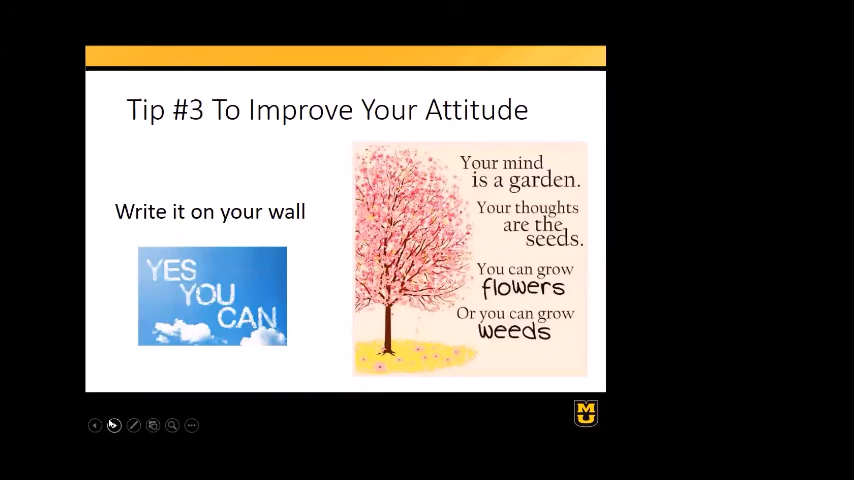 Tip #3 To Improve Your Attitude
Write it on your wall
YES
YOU
CAN
Your mind
is a garden.
Your thoughts
are the
seeds.
You can grow
flowers
Or you can grow
weeds
MU